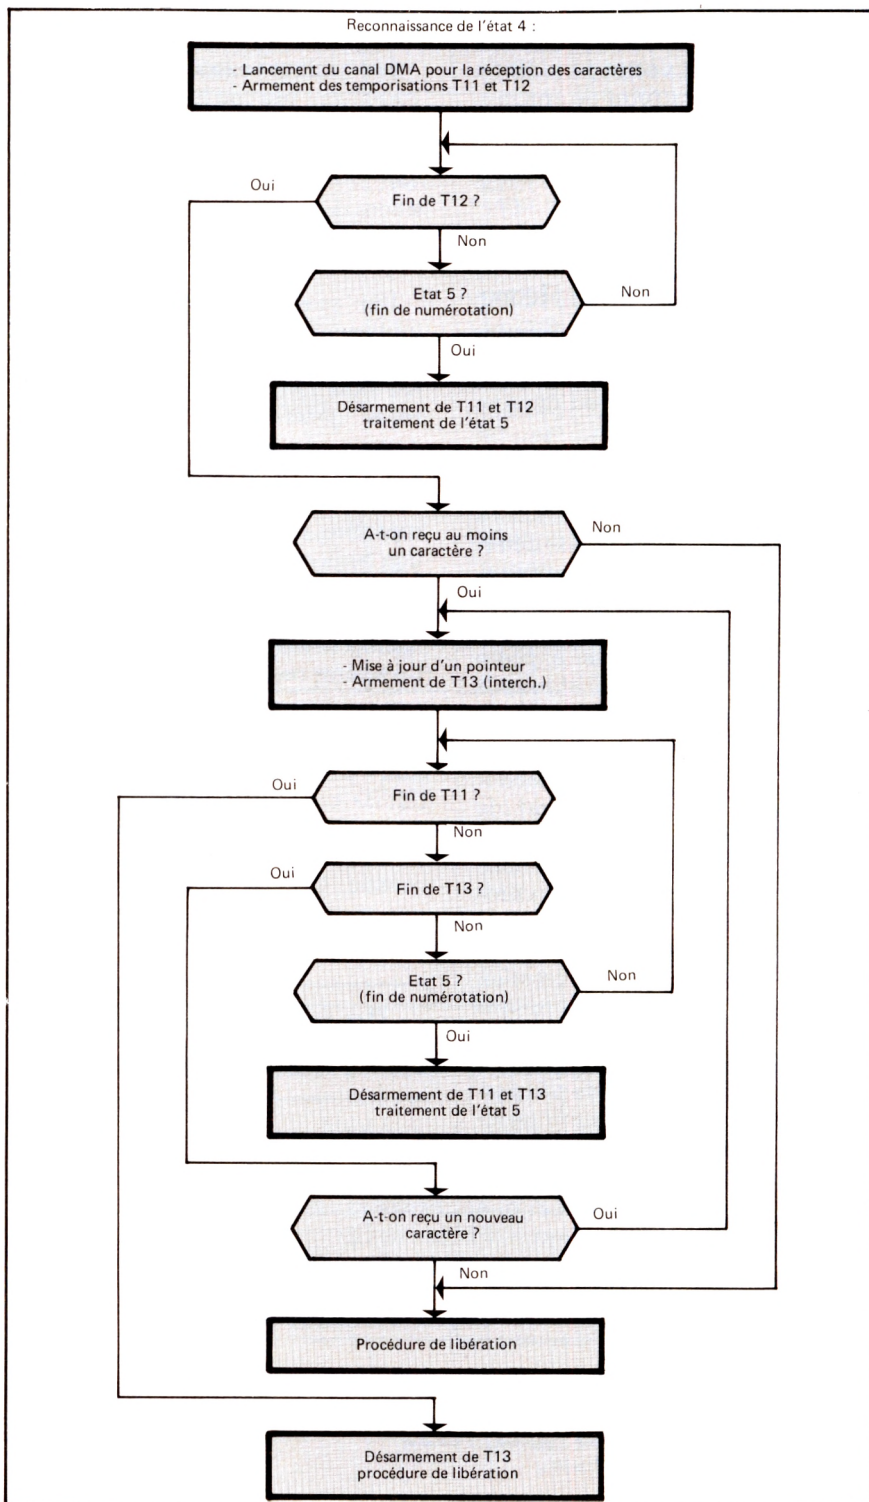 Reconnaissance de l'état 4 :
- Lancement du canal DMA pour la réception des caractères
- Armement des temporisations T11 et T12
Oui
Fin de T12 ?
Non
Etat 5 ?
(fin de numérotation)
Non
Oui
Désarmement de T11 et T12
traitement de l'état 5
A-t-on reçu au moins
un caractère ?
Non
Oui
- Mise à jour d'un pointeur
- Armement de T13 (interch.)
Oui
Fin de T11 ?
Non
Oui
Fin de T13 ?
Non
Etat 5 ?
(fin de numérotation)
Non
Oui
Désarmement de T11 et T13
traitement de l'état 5
A-t-on reçu un nouveau
caractère ?
Oui
Non
Procédure de libération
Désarmement de T13
procédure de libération